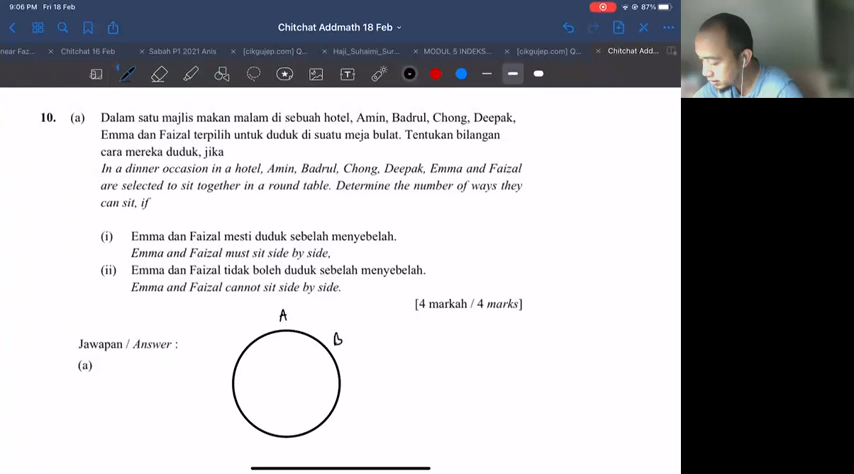 9:06 PM Fri 18 Feb
87%
Chitchat Addmath 18 Feb
near Faz...
Chitchat 16 Feb
Sabah P1 2021 Anis
[cikgujep.com] Q...
Haji_Suhaimi_Sur...
MODUL 5 INDEKS...
[cikgujep.com] Q...
Chitchat Add...
10. (a) Dalam satu majlis makan malam di sebuah hotel, Amin, Badrul, Chong, Deepak,
Emma dan Faizal terpilih untuk duduk di suatu meja bulat. Tentukan bilangan
cara mereka duduk, jika
In a dinner occasion in a hotel, Amin, Badrul, Chong, Deepak, Emma and Faizal
are selected to sit together in a round table. Determine the number of ways they
can sit, if
(i) Emma dan Faizal mesti duduk sebelah menyebelah.
Emma and Faizal must sit side by side,
(ii) Emma dan Faizal tidak boleh duduk sebelah menyebelah.
Emma and Faizal cannot sit side by side.
[4 markah / 4 marks]
A
B
Jawapan / Answer :
(a)